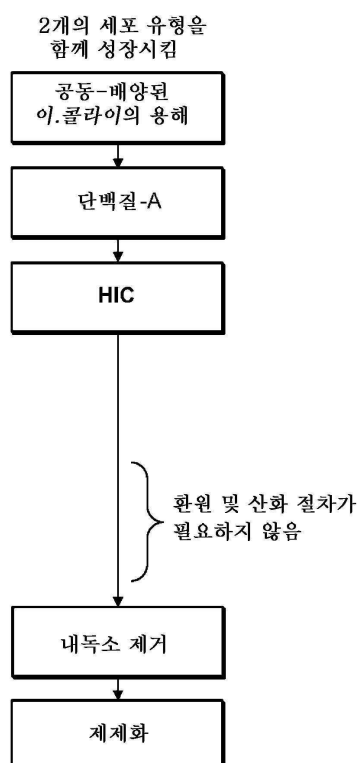 2개의 세포 유형을
함께 성장시킴
공동-배양된
이.콜라이의 용해
단백질-A
HIC
환원 및 산화 절차가
필요하지 않음
내독소 제거
제제화